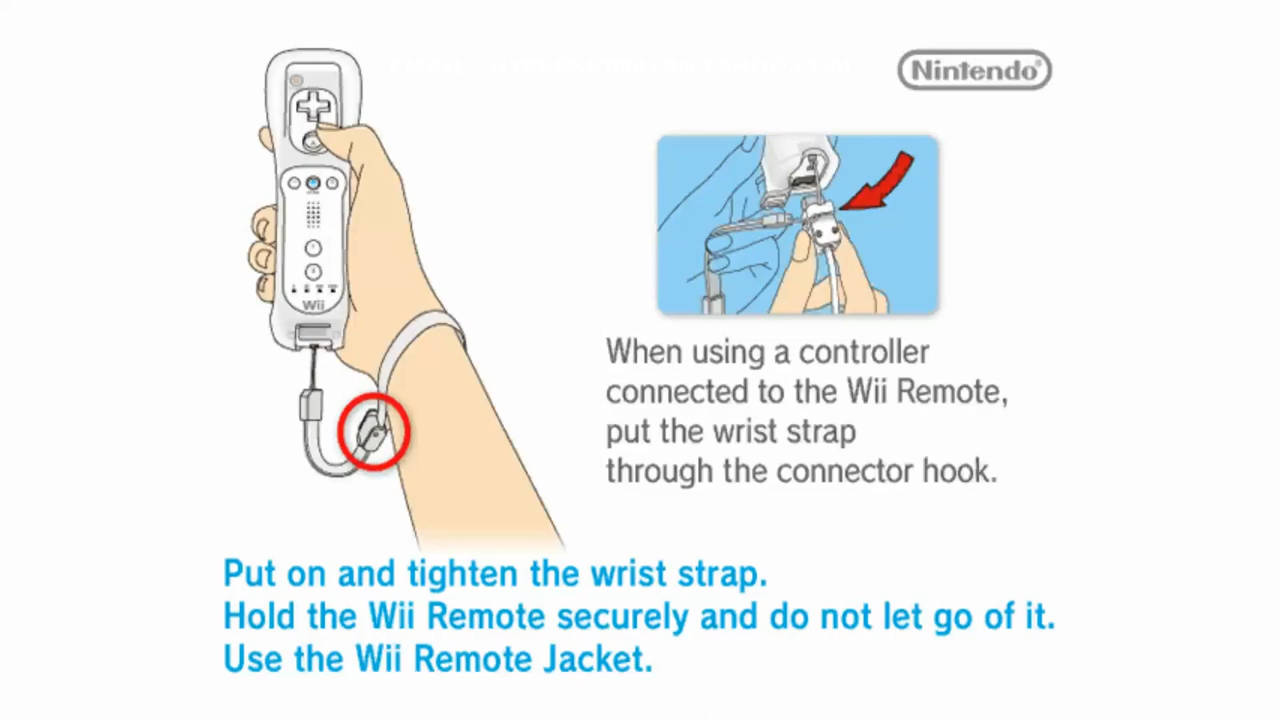 Nintendo®
Wii
When using a controller
connected to the Wii Remote,
put the wrist strap
through the connector hook.
Put on and tighten the wrist strap.
Hold the Wii Remote securely and do not let go of it.
Use the Wii Remote Jacket.